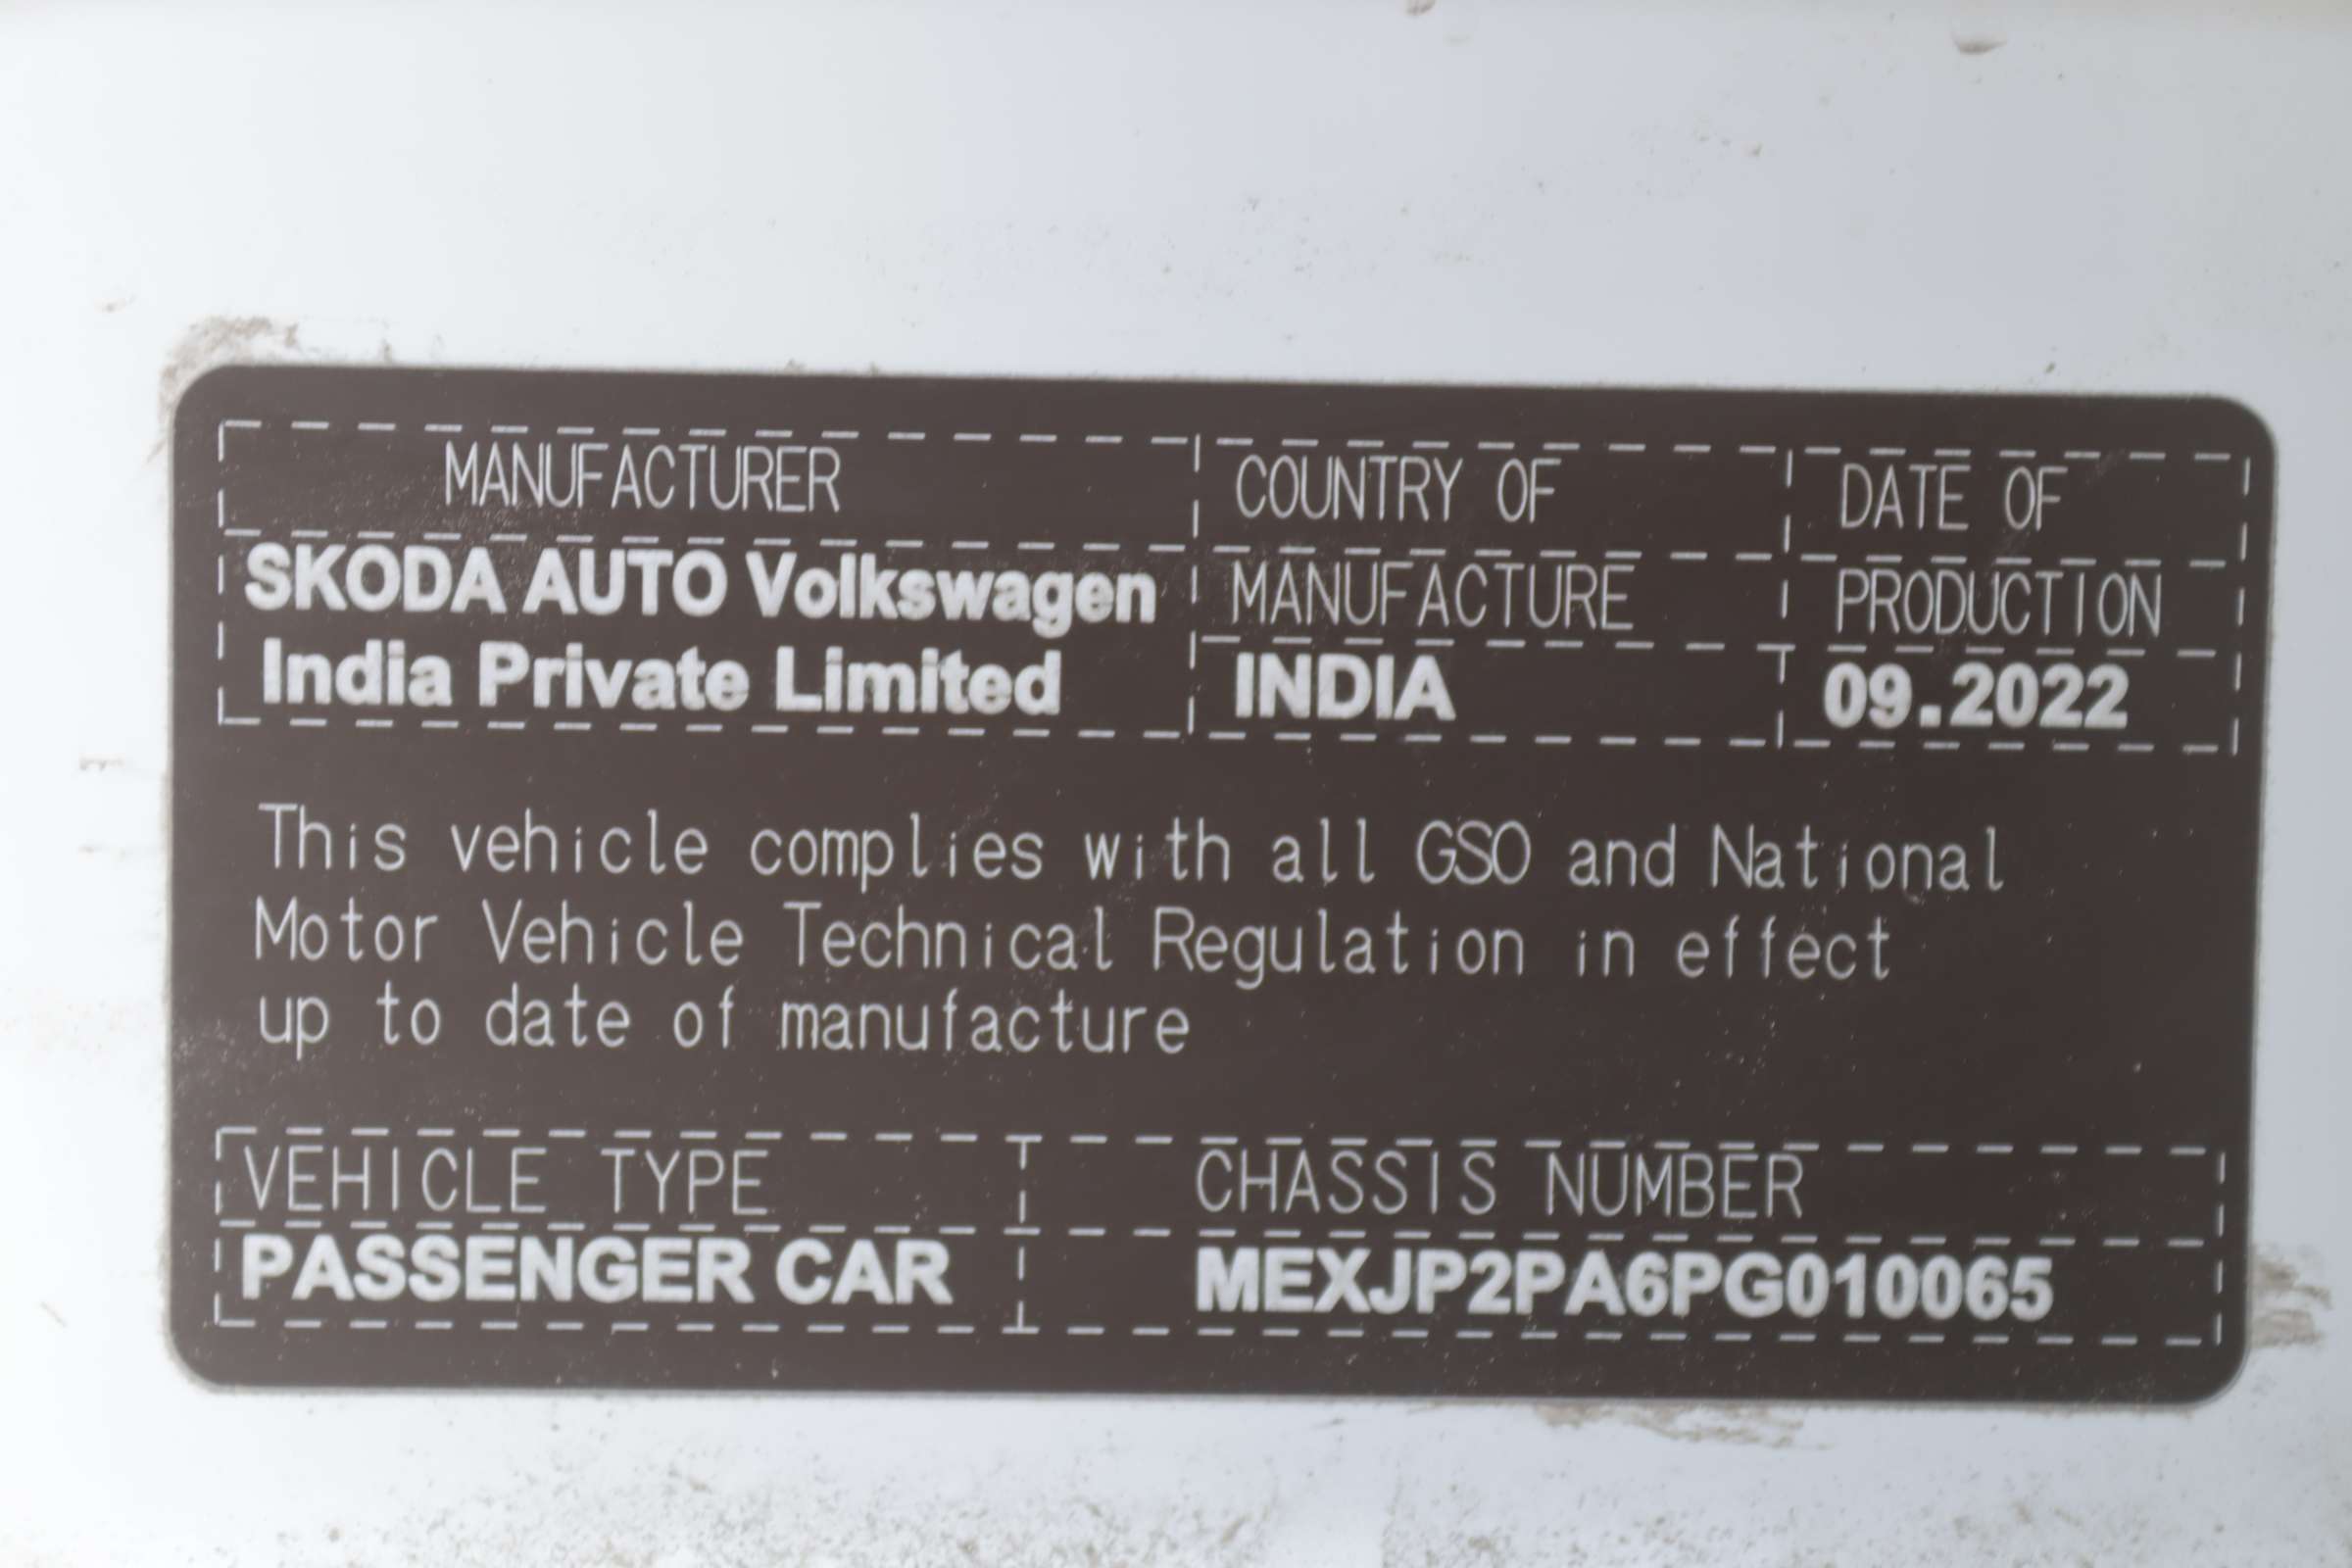 MANUFACTURER
COUNTRY OF
DATE OF
SKODA AUTO Volkswagen
MANUFACTURE
PRODUCTION
India Private Limited
INDIA
09.2022
This vehicle complies with all GSO and National
Motor Vehicle Technical Regulation in effect
up to date of manufacture
VEHICLE TYPE
CHASSIS NUMBER
PASSENGER CAR
MEXJP2PA6PG010065